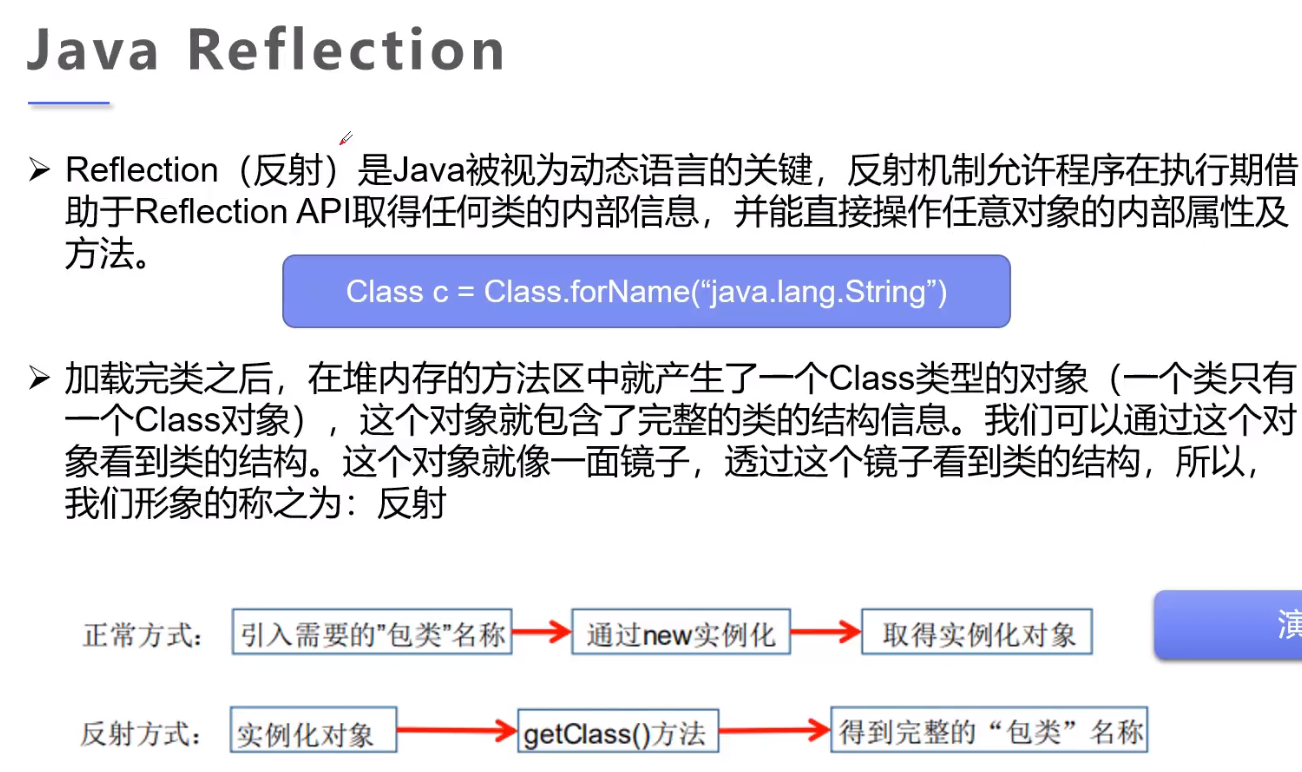 Java Reflection
Reflection（反射）是Java被视为动态语言的关键，反射机制允许程序在执行期借
助于Reflection API取得任何类的内部信息，并能直接操作任意对象的内部属性及
方法。
Class c = Class.forName(“java.lang.String”)
加载完类之后，在堆内存的方法区中就产生了一个Class类型的对象（一个类只有
一个Class对象），这个对象就包含了完整的类的结构信息。我们可以通过这个对
象看到类的结构。这个对象就像一面镜子，透过这个镜子看到类的结构，所以，
我们形象的称之为：反射
正常方式： 引入需要的”包类”名称 通过new实例化 取得实例化对象
演
反射方式： 实例化对象 getClass()方法 得到完整的“包类”名称